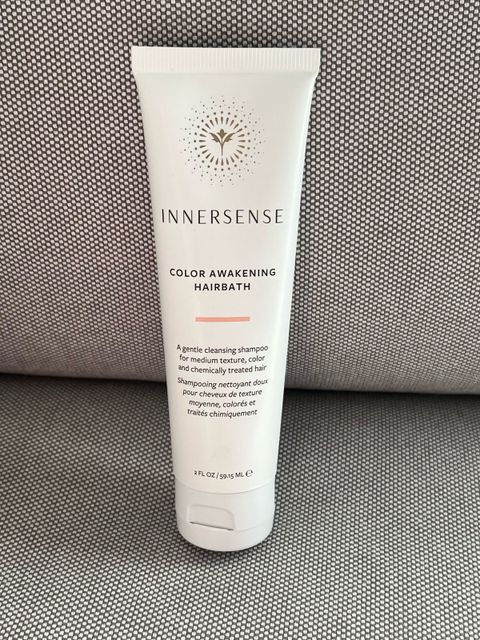 INNERSENSE
COLOR AWAKENING
HAIRBATH
A gentle cleansing shampoo
for medium texture, color
and chemically treated hair
Shampooing nettoyant doux
pour cheveux de texture
moyenne, colorés et
traités chimiquement
2 FL OZ / 59.15 ML ℮